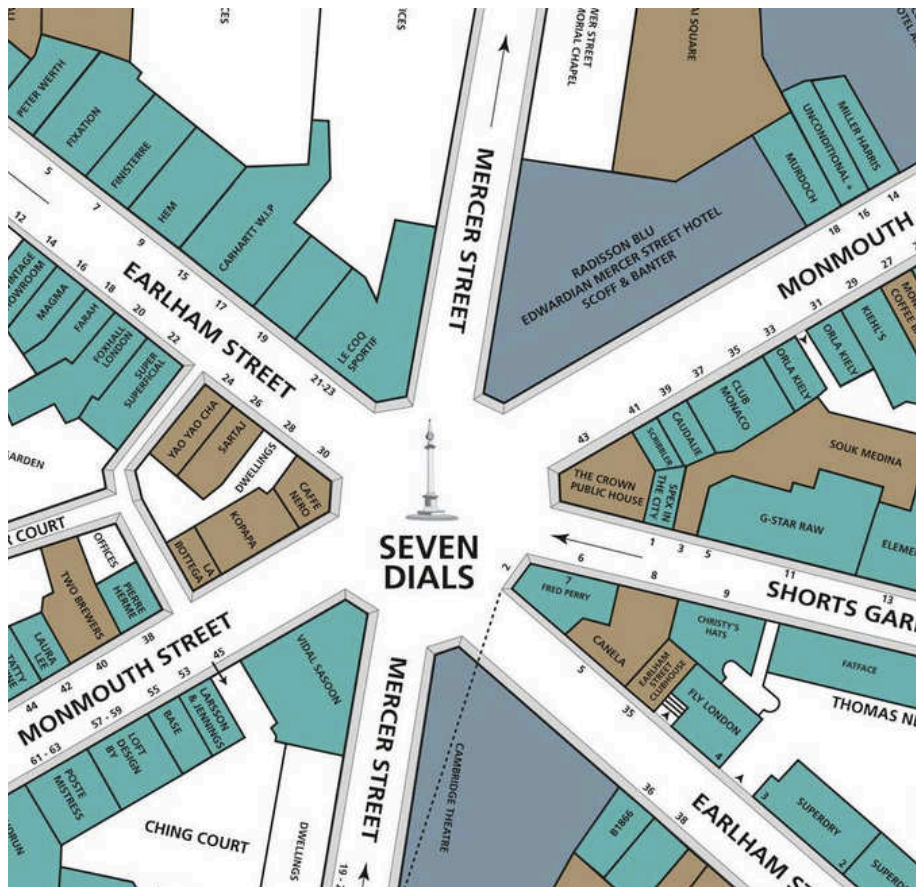 PETER WERTH
FIXATION
FINISTERRE
HEM
CARHARTT W.I.P
LE COQ
SPORTIF
5
7
9
15
17
19
21-23
EARLHAM STREET
MERCER STREET
RADISSON BLU
EDWARDIAN MERCER STREET HOTEL
SCOFF & BANTER
MURDOCH
UNCONDITIONAL +
MILLER HARRIS
18
16
14
MONMOUTH
12
14
16
18
20
22
MAGMA
FARAH
FOXHALL
LONDON
SUPER
SUPERFICIAL
24
26
28
30
YAO YAO CHA
SARTAJ
DWELLINGS
CAFFE
NERO
KOPAPA
LA
BOTTEGA
43
41
39
37
35
33
31
29
27
THE CROWN
PUBLIC HOUSE
SCRIBBLER
CAUDALIE
CLUB
MONACO
ORLA KIELY
ORLA KIELY
KIEHL'S
SPEX IN
THE CITY
SOUK MEDINA
G-STAR RAW
1
3
5
11
13
SEVEN
DIALS
2
6
8
9
7
FRED PERRY
SHORTS GAR
CANELA
EARLHAM
STREET
CLUBHOUSE
CHRISTY'S
HATS
FLY LONDON
FATFACE
5
35
4
3
2
SUPERDRY
COURT
OFFICES
TWO BREWERS
PIERRE
HERME
LAURA
LEE
44
42
40
38
MONMOUTH STREET
61 - 63
57 - 59
55
53
45
POSTE
MISTRESS
LOFT
DESIGN
BY
BASE
LARSSON
& JENNINGS
VIDAL SASOON
CHING COURT
DWELLINGS
MERCER STREET
CAMBRIDGE THEATRE
36
38
B1866
EARLHAM